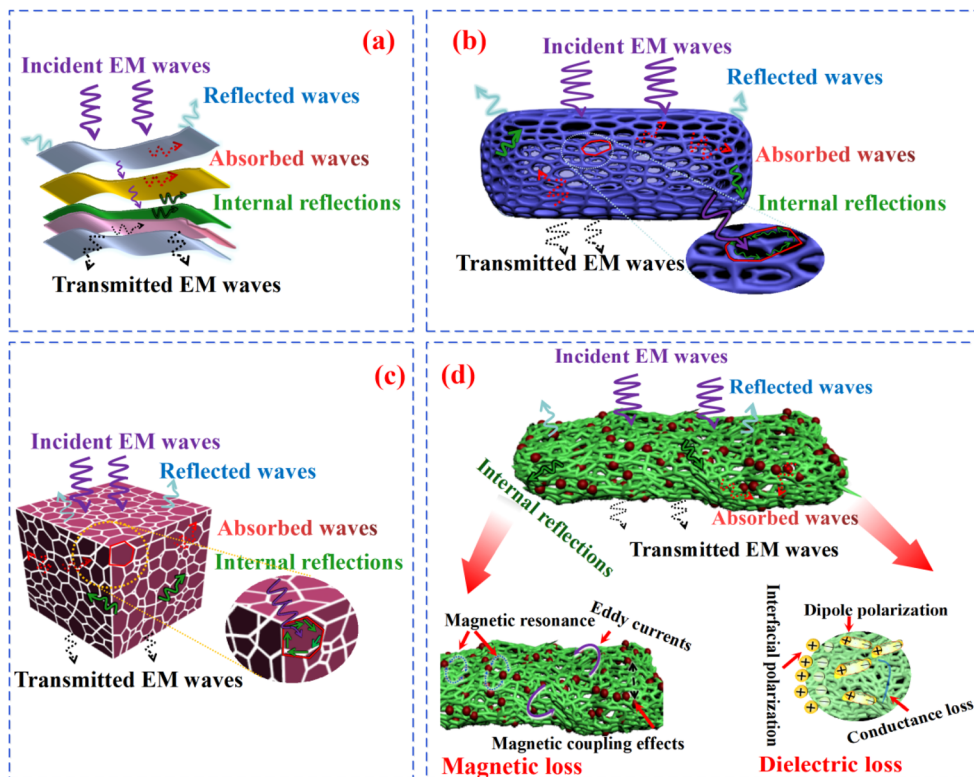 (a)
Incident EM waves
Reflected waves
Absorbed waves
Internal reflections
Transmitted EM waves
(b)
Incident EM waves
Reflected waves
Absorbed waves
Internal reflections
Transmitted EM waves
(c)
Incident EM waves
Reflected waves
Absorbed waves
Internal reflections
Transmitted EM waves
(d)
Incident EM waves
Reflected waves
Internal reflections
Absorbed waves
Transmitted EM waves
Magnetic resonance
Eddy currents
Magnetic coupling effects
Magnetic loss
Interfacial polarization
Dipole polarization
+ + +
+ +
+ +
+
+
Conductance loss
Dielectric loss